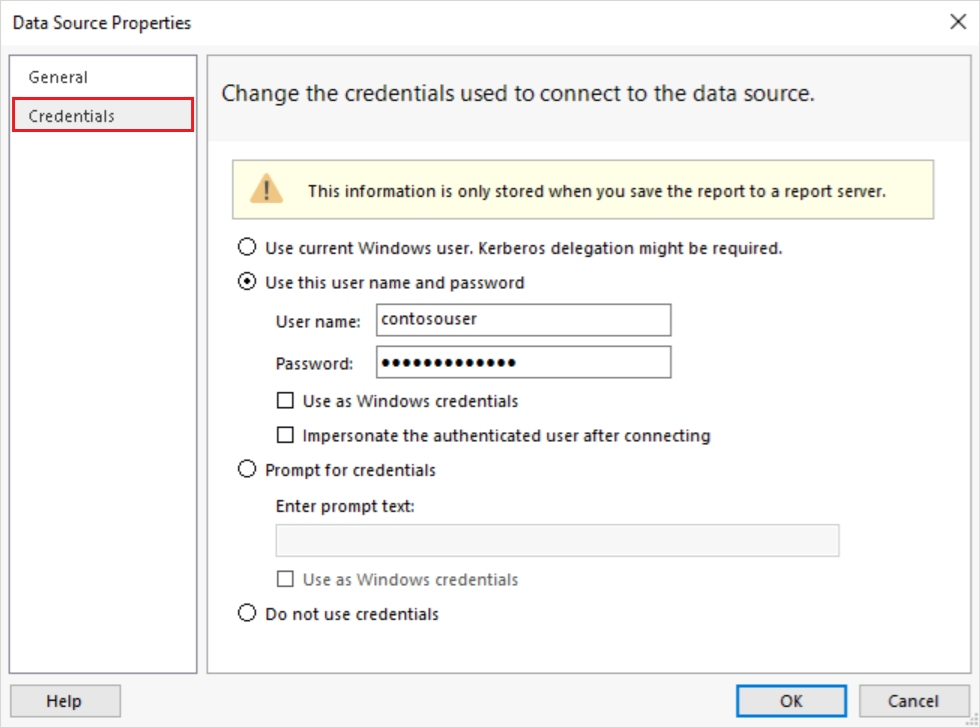 Data Source Properties
General
Credentials
Change the credentials used to connect to the data source.
This information is only stored when you save the report to a report server.
Use current Windows user. Kerberos delegation might be required.
Use this user name and password
User name: contosouser
Password: ●●●●●●●●●●●●●
Use as Windows credentials
Impersonate the authenticated user after connecting
Prompt for credentials
Enter prompt text:
Use as Windows credentials
Do not use credentials
Help OK Cancel